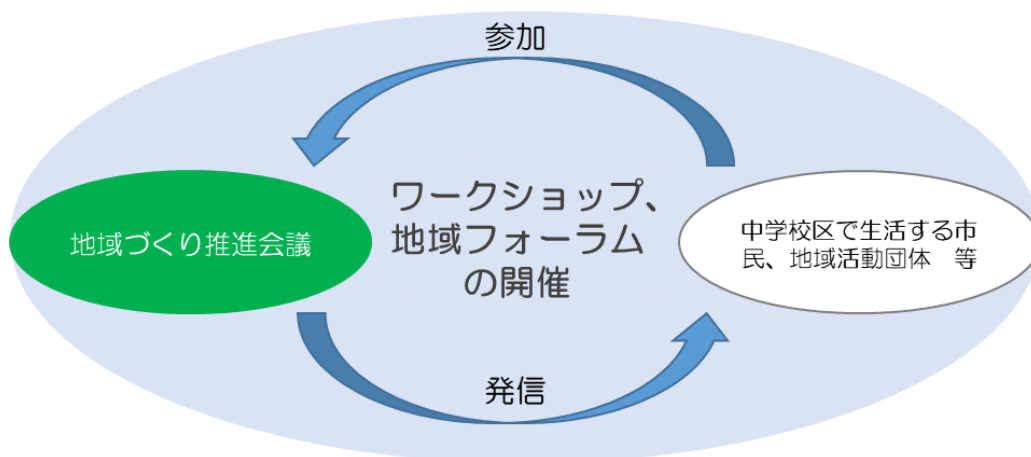 参加
ワークショップ、
地域フォーラム
の開催
地域づくり推進会議
中学校区で生活する市
民、地域活動団体　等
発信